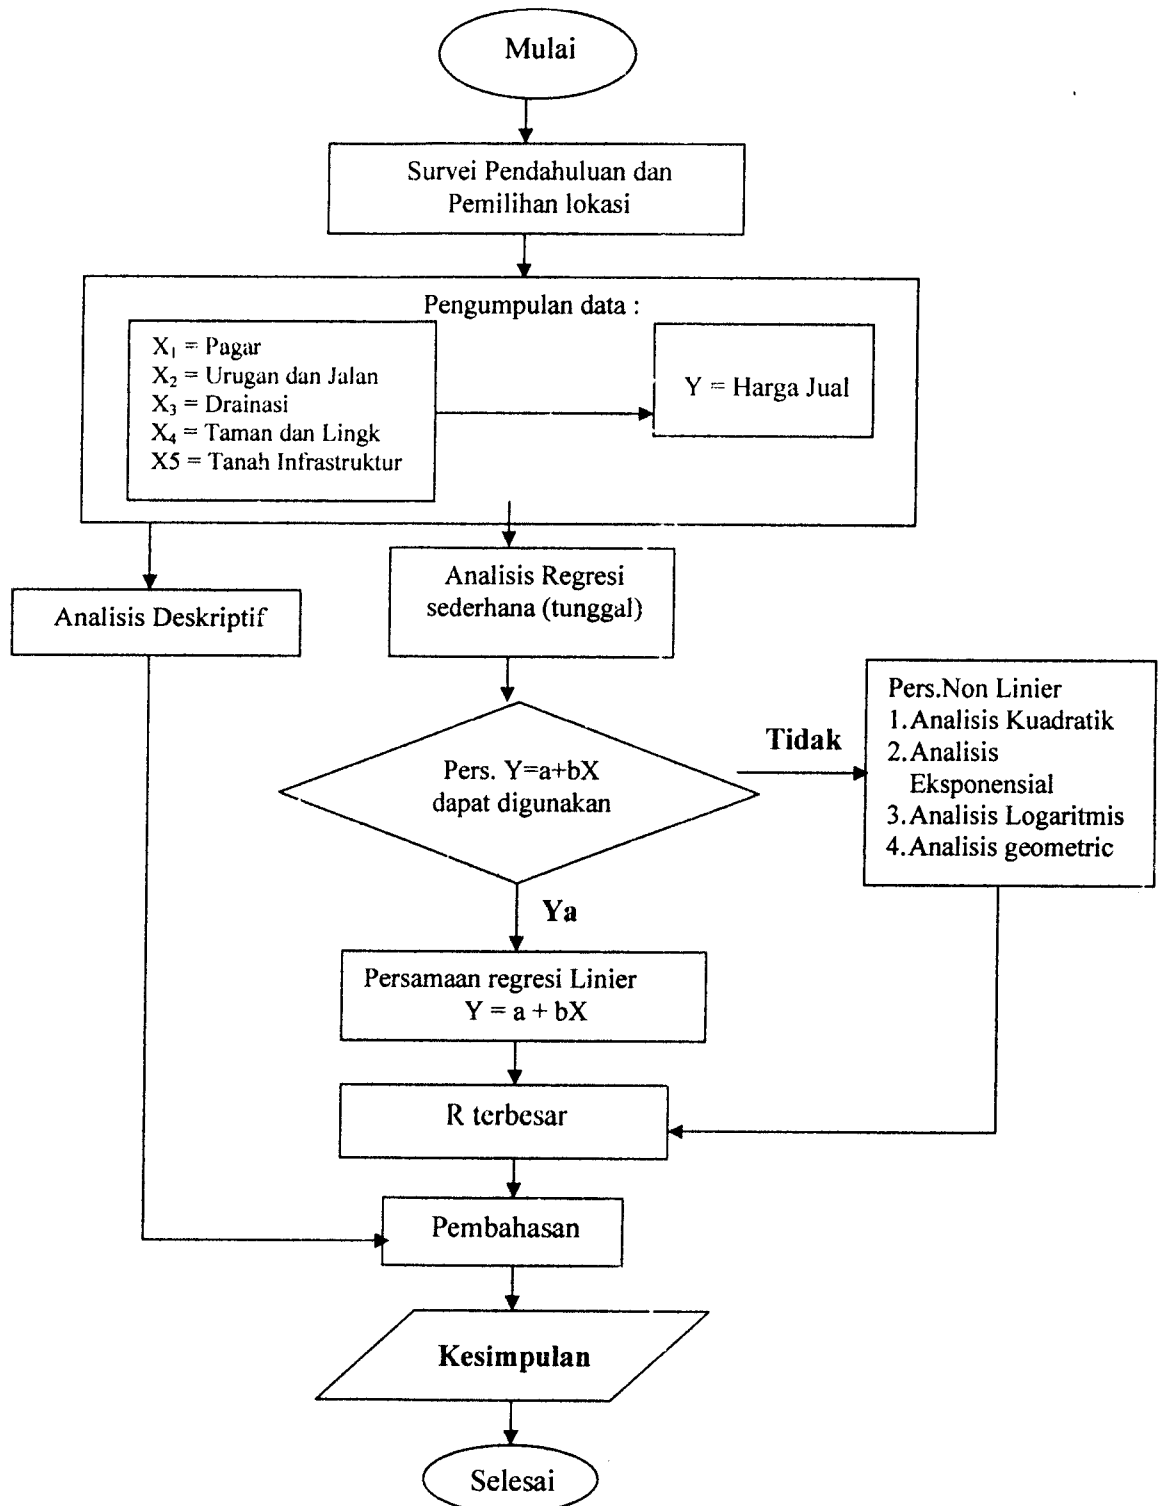 Mulai
Survei Pendahuluan dan
Pemilihan lokasi
Pengumpulan data :
X₁ = Pagar
X₂ = Urugan dan Jalan
X₃ = Drainasi
X₄ = Taman dan Lingk
X5 = Tanah Infrastruktur
Y = Harga Jual
Analisis Deskriptif
Analisis Regresi
sederhana (tunggal)
Pers. Y=a+bX
dapat digunakan
Tidak
Pers.Non Linier
1.Analisis Kuadratik
2.Analisis
Eksponensial
3.Analisis Logaritmis
4.Analisis geometric
Ya
Persamaan regresi Linier
Y = a + bX
R terbesar
Pembahasan
Kesimpulan
Selesai